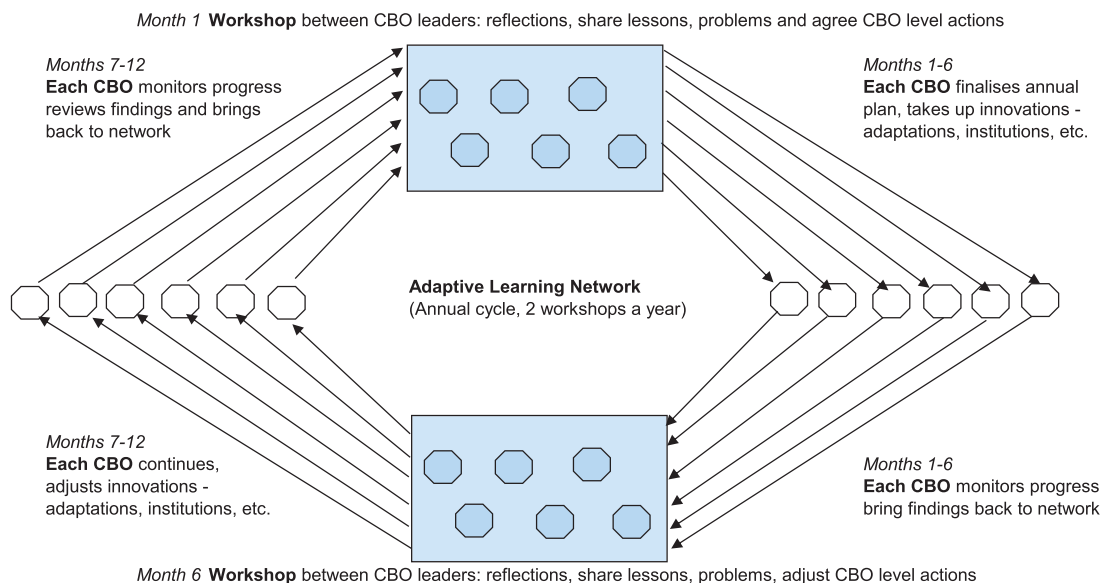 Month 1 Workshop between CBO leaders: reflections, share lessons, problems and agree CBO level actions
Months 7-12
Each CBO monitors progress
reviews findings and brings
back to network
Months 1-6
Each CBO finalises annual
plan, takes up innovations -
adaptations, institutions, etc.
Adaptive Learning Network
(Annual cycle, 2 workshops a year)
Months 7-12
Each CBO continues,
adjusts innovations -
adaptations, institutions, etc.
Months 1-6
Each CBO monitors progress
bring findings back to network
Month 6 Workshop between CBO leaders: reflections, share lessons, problems, adjust CBO level actions